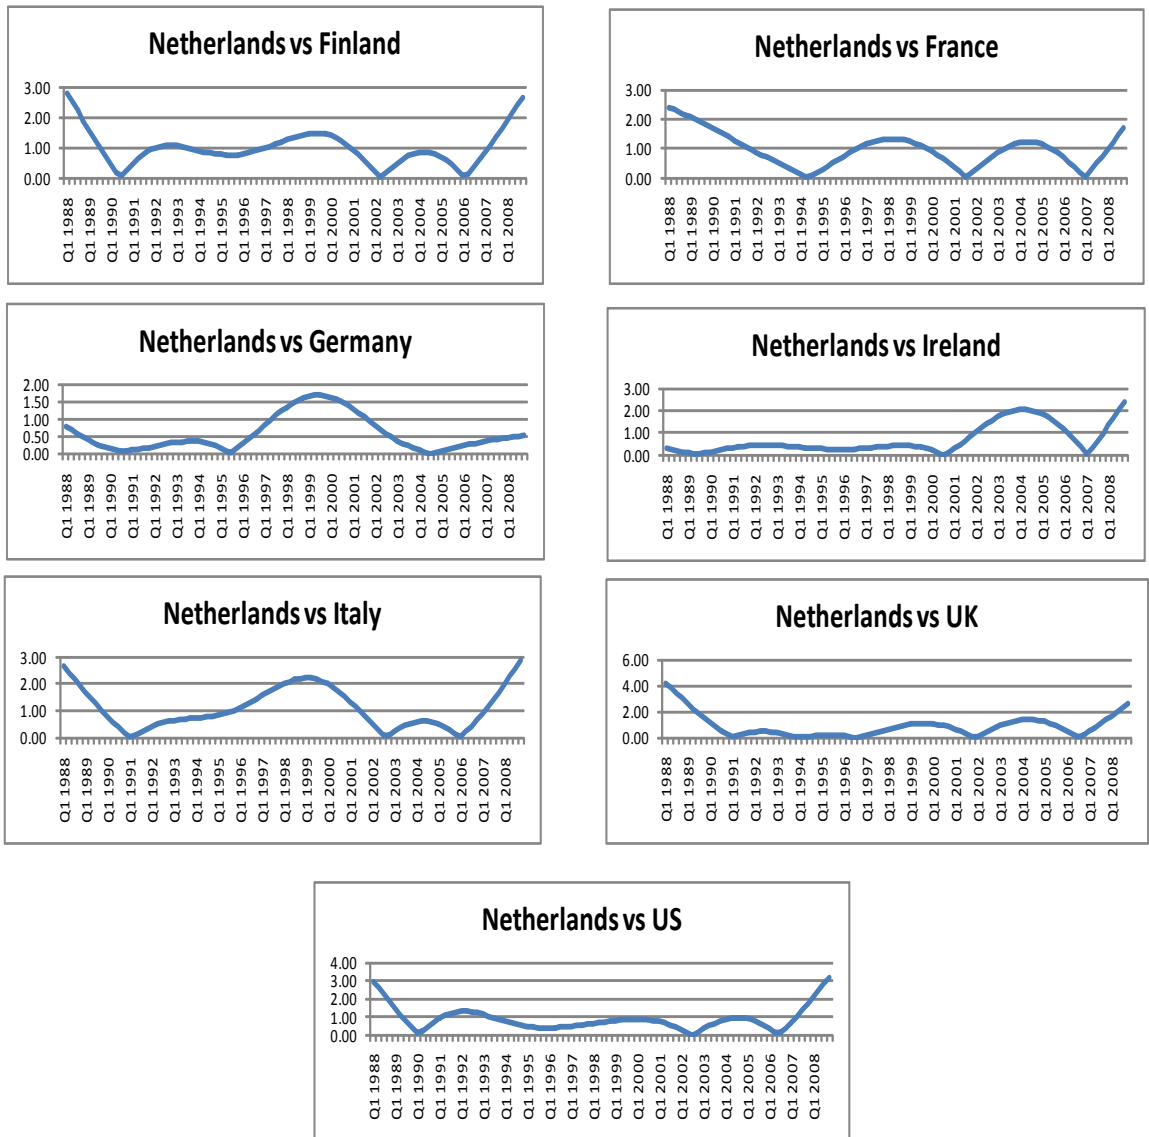 Netherlands vs Finland
3.00
2.00
1.00
0.00
Q1 1988
Q1 1989
Q1 1990
Q1 1991
Q1 1992
Q1 1993
Q1 1994
Q1 1995
Q1 1996
Q1 1997
Q1 1998
Q1 1999
Q1 2000
Q1 2001
Q1 2002
Q1 2003
Q1 2004
Q1 2005
Q1 2006
Q1 2007
Q1 2008
Netherlands vs France
3.00
2.00
1.00
0.00
Q1 1988
Q1 1989
Q1 1990
Q1 1991
Q1 1992
Q1 1993
Q1 1994
Q1 1995
Q1 1996
Q1 1997
Q1 1998
Q1 1999
Q1 2000
Q1 2001
Q1 2002
Q1 2003
Q1 2004
Q1 2005
Q1 2006
Q1 2007
Q1 2008
Netherlands vs Germany
2.00
1.50
1.00
0.50
0.00
Q1 1988
Q1 1989
Q1 1990
Q1 1991
Q1 1992
Q1 1993
Q1 1994
Q1 1995
Q1 1996
Q1 1997
Q1 1998
Q1 1999
Q1 2000
Q1 2001
Q1 2002
Q1 2003
Q1 2004
Q1 2005
Q1 2006
Q1 2007
Q1 2008
Netherlands vs Ireland
3.00
2.00
1.00
0.00
Q1 1988
Q1 1989
Q1 1990
Q1 1991
Q1 1992
Q1 1993
Q1 1994
Q1 1995
Q1 1996
Q1 1997
Q1 1998
Q1 1999
Q1 2000
Q1 2001
Q1 2002
Q1 2003
Q1 2004
Q1 2005
Q1 2006
Q1 2007
Q1 2008
Netherlands vs Italy
3.00
2.00
1.00
0.00
Q1 1988
Q1 1989
Q1 1990
Q1 1991
Q1 1992
Q1 1993
Q1 1994
Q1 1995
Q1 1996
Q1 1997
Q1 1998
Q1 1999
Q1 2000
Q1 2001
Q1 2002
Q1 2003
Q1 2004
Q1 2005
Q1 2006
Q1 2007
Q1 2008
Netherlands vs UK
6.00
4.00
2.00
0.00
Q1 1988
Q1 1989
Q1 1990
Q1 1991
Q1 1992
Q1 1993
Q1 1994
Q1 1995
Q1 1996
Q1 1997
Q1 1998
Q1 1999
Q1 2000
Q1 2001
Q1 2002
Q1 2003
Q1 2004
Q1 2005
Q1 2006
Q1 2007
Q1 2008
Netherlands vs US
4.00
3.00
2.00
1.00
0.00
Q1 1988
Q1 1989
Q1 1990
Q1 1991
Q1 1992
Q1 1993
Q1 1994
Q1 1995
Q1 1996
Q1 1997
Q1 1998
Q1 1999
Q1 2000
Q1 2001
Q1 2002
Q1 2003
Q1 2004
Q1 2005
Q1 2006
Q1 2007
Q1 2008